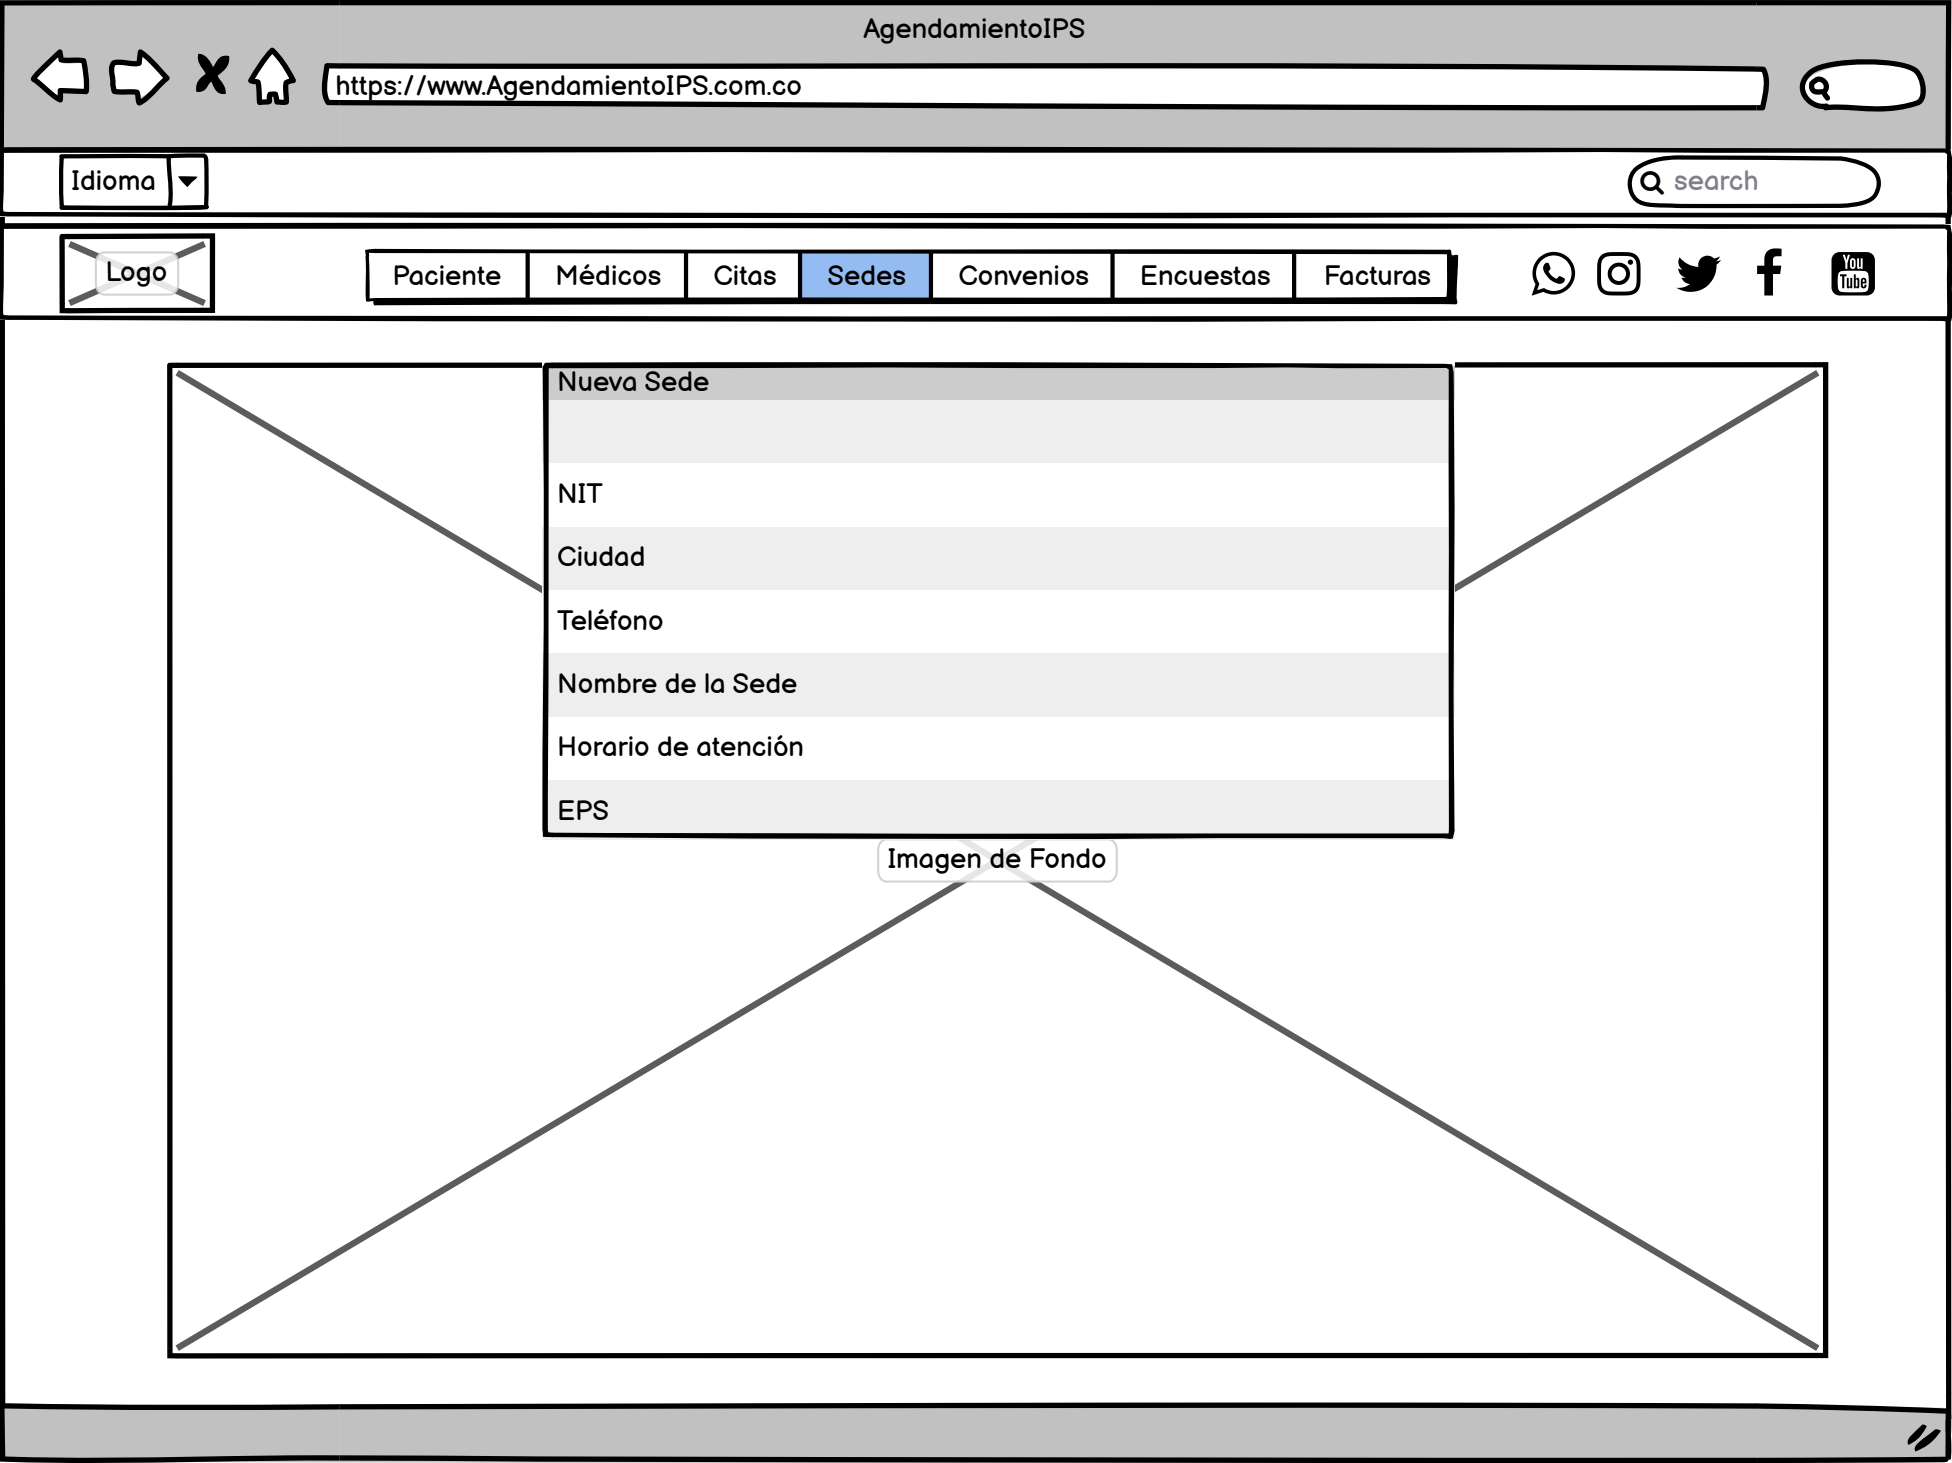 AgendamientoIPS
https://www.AgendamientoIPS.com.co
Idioma
search
Logo
Paciente
Médicos
Citas
Sedes
Convenios
Encuestas
Facturas
You
Tube
Nueva Sede
NIT
Ciudad
Teléfono
Nombre de la Sede
Horario de atención
EPS
Imagen de Fondo